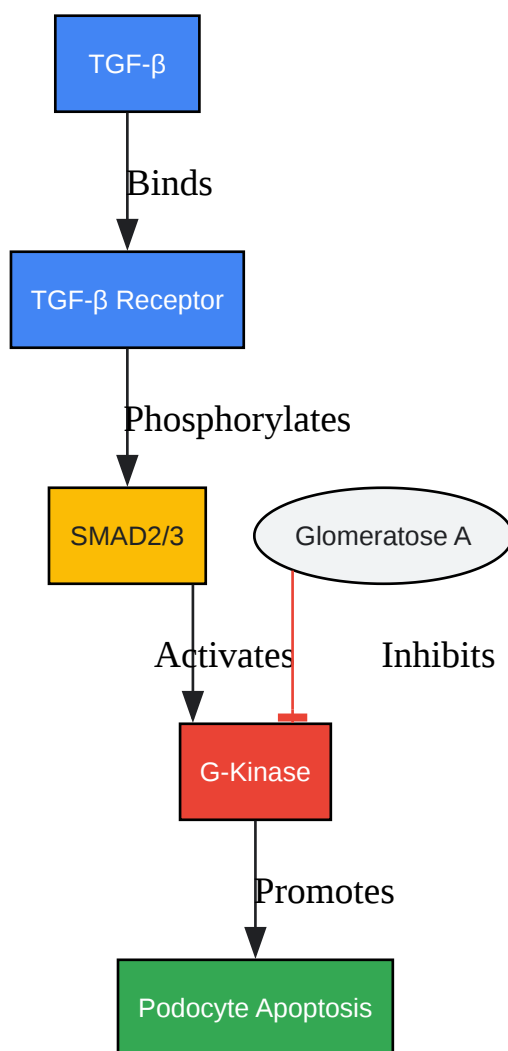 TGF-β
Binds
TGF-β Receptor
Phosphorylates
SMAD2/3
Glomeratose A
Activates
Inhibits
G-Kinase
Promotes
Podocyte Apoptosis